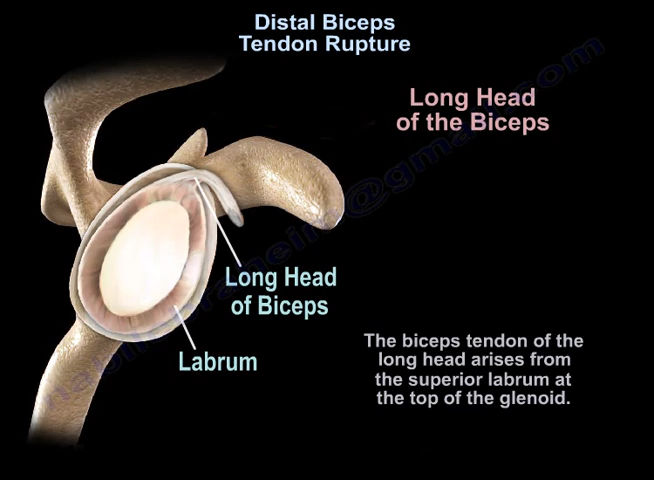 Distal Biceps
Tendon Rupture
Long Head
of the Biceps
Long Head
of Biceps
Labrum
The biceps tendon of the
long head arises from
the superior labrum at
the top of the glenoid.